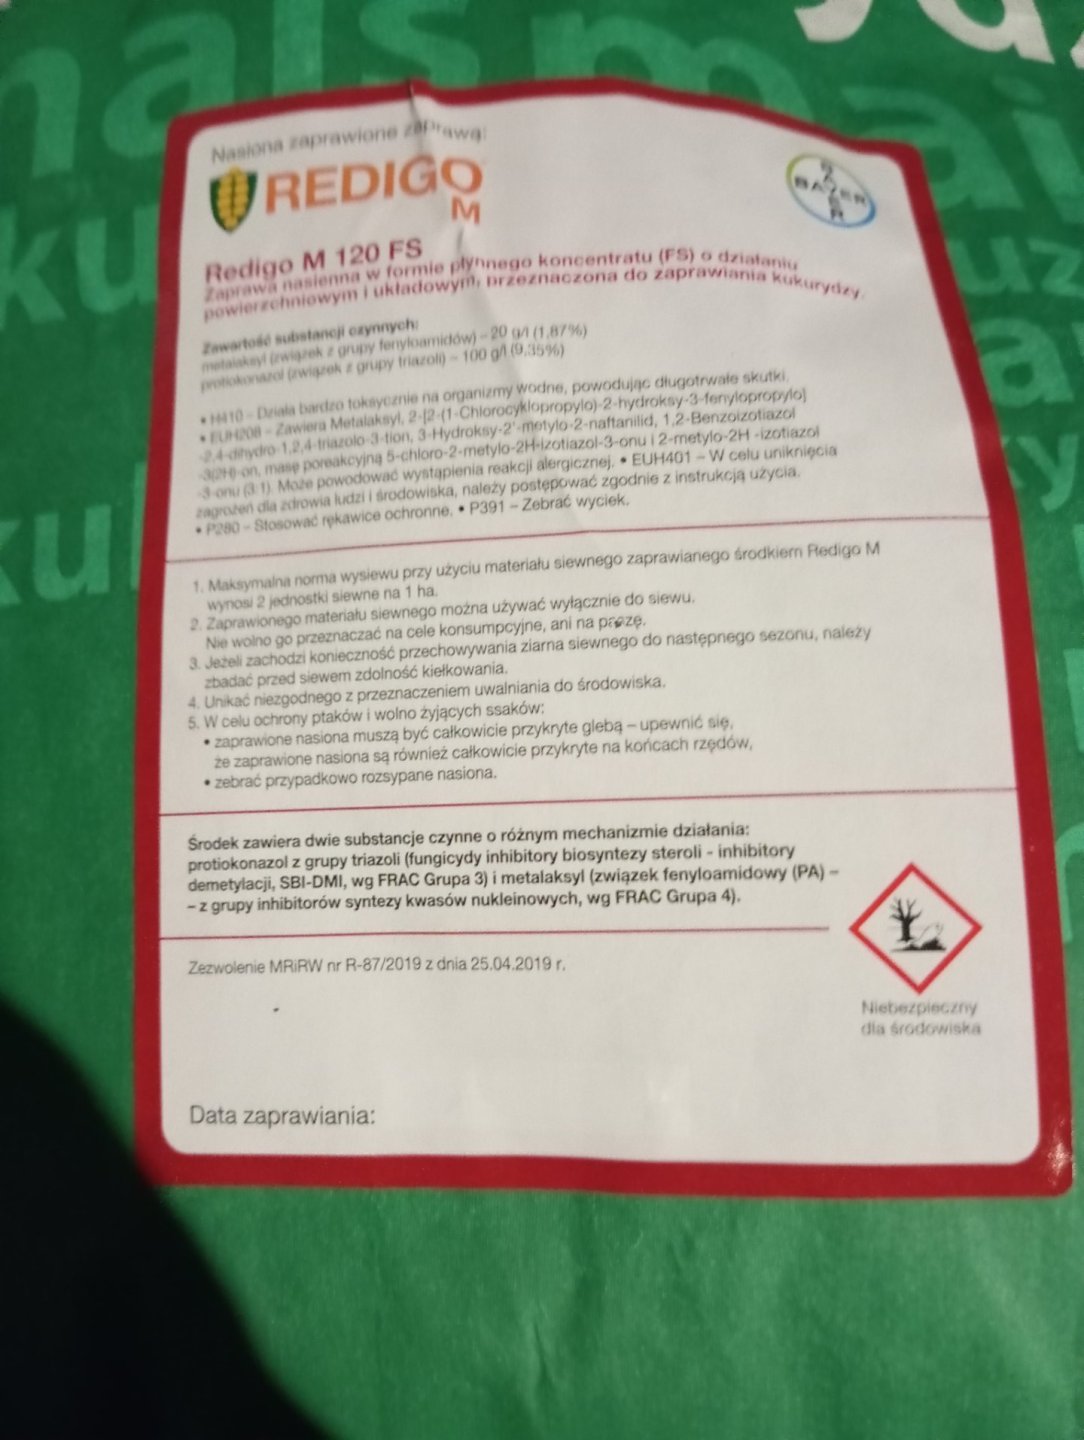 nalsmai
Nasiona zaprawione zaprawą:
REDIGO
M
BAYER
BAYER
Redigo M 120 FS
Zaprawa nasienna w formie płynnego koncentratu (FS) o działaniu
powierzchniowym i układowym, przeznaczona do zaprawiania kukurydzy.
Zawartość substancji czynnych:
metalaksyl (związek z grupy fenyloamidów) – 20 g/l (1,87%)
protiokonazol (związek z grupy triazoli) – 100 g/l (9,35%)
• H410 – Działa bardzo toksycznie na organizmy wodne, powodując długotrwałe skutki.
• EUH208 – Zawiera Metalaksyl, 2-[2-(1-Chlorocyklopropylo)-2-hydroksy-3-fenylopropylo]
-2,4-dihydro-1,2,4-triazolo-3-tion, 3-Hydroksy-2'-metylo-2-naftanilid, 1,2-Benzoizotiazol
-3(2H)-on, masę poreakcyjną 5-chloro-2-metylo-2H-izotiazol-3-onu i 2-metylo-2H -izotiazol
-3-onu (3:1). Może powodować wystąpienia reakcji alergicznej. • EUH401 – W celu uniknięcia
zagrożeń dla zdrowia ludzi i środowiska, należy postępować zgodnie z instrukcją użycia.
• P280 – Stosować rękawice ochronne. • P391 – Zebrać wyciek.
1. Maksymalna norma wysiewu przy użyciu materiału siewnego zaprawianego środkiem Redigo M
wynosi 2 jednostki siewne na 1 ha.
2. Zaprawionego materiału siewnego można używać wyłącznie do siewu.
Nie wolno go przeznaczać na cele konsumpcyjne, ani na paszę.
3. Jeżeli zachodzi konieczność przechowywania ziarna siewnego do następnego sezonu, należy
zbadać przed siewem zdolność kiełkowania.
4. Unikać niezgodnego z przeznaczeniem uwalniania do środowiska.
5. W celu ochrony ptaków i wolno żyjących ssaków:
• zaprawione nasiona muszą być całkowicie przykryte glebą – upewnić się,
że zaprawione nasiona są również całkowicie przykryte na końcach rzędów,
• zebrać przypadkowo rozsypane nasiona.
Środek zawiera dwie substancje czynne o różnym mechanizmie działania:
protiokonazol z grupy triazoli (fungicydy inhibitory biosyntezy steroli - inhibitory
demetylacji, SBI-DMI, wg FRAC Grupa 3) i metalaksyl (związek fenyloamidowy (PA) –
– z grupy inhibitorów syntezy kwasów nukleinowych, wg FRAC Grupa 4).
Zezwolenie MRiRW nr R-87/2019 z dnia 25.04.2019 r.
Niebezpieczny
dla środowiska
Data zaprawiania: